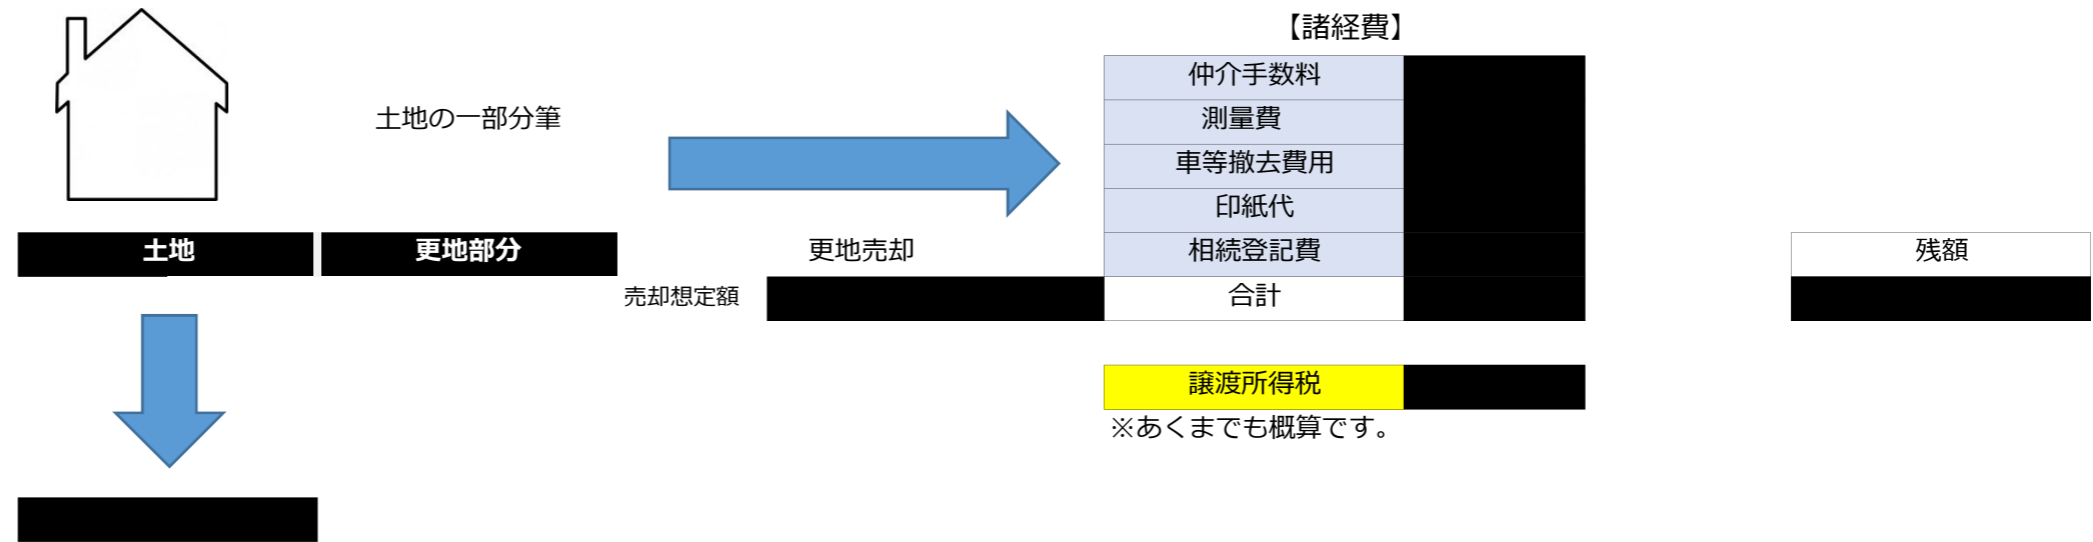 【諸経費】
仲介手数料
土地の一部分筆
測量費
車等撤去費用
印紙代
土地
更地部分
更地売却
相続登記費
残額
売却想定額
合計
譲渡所得税
※あくまでも概算です。